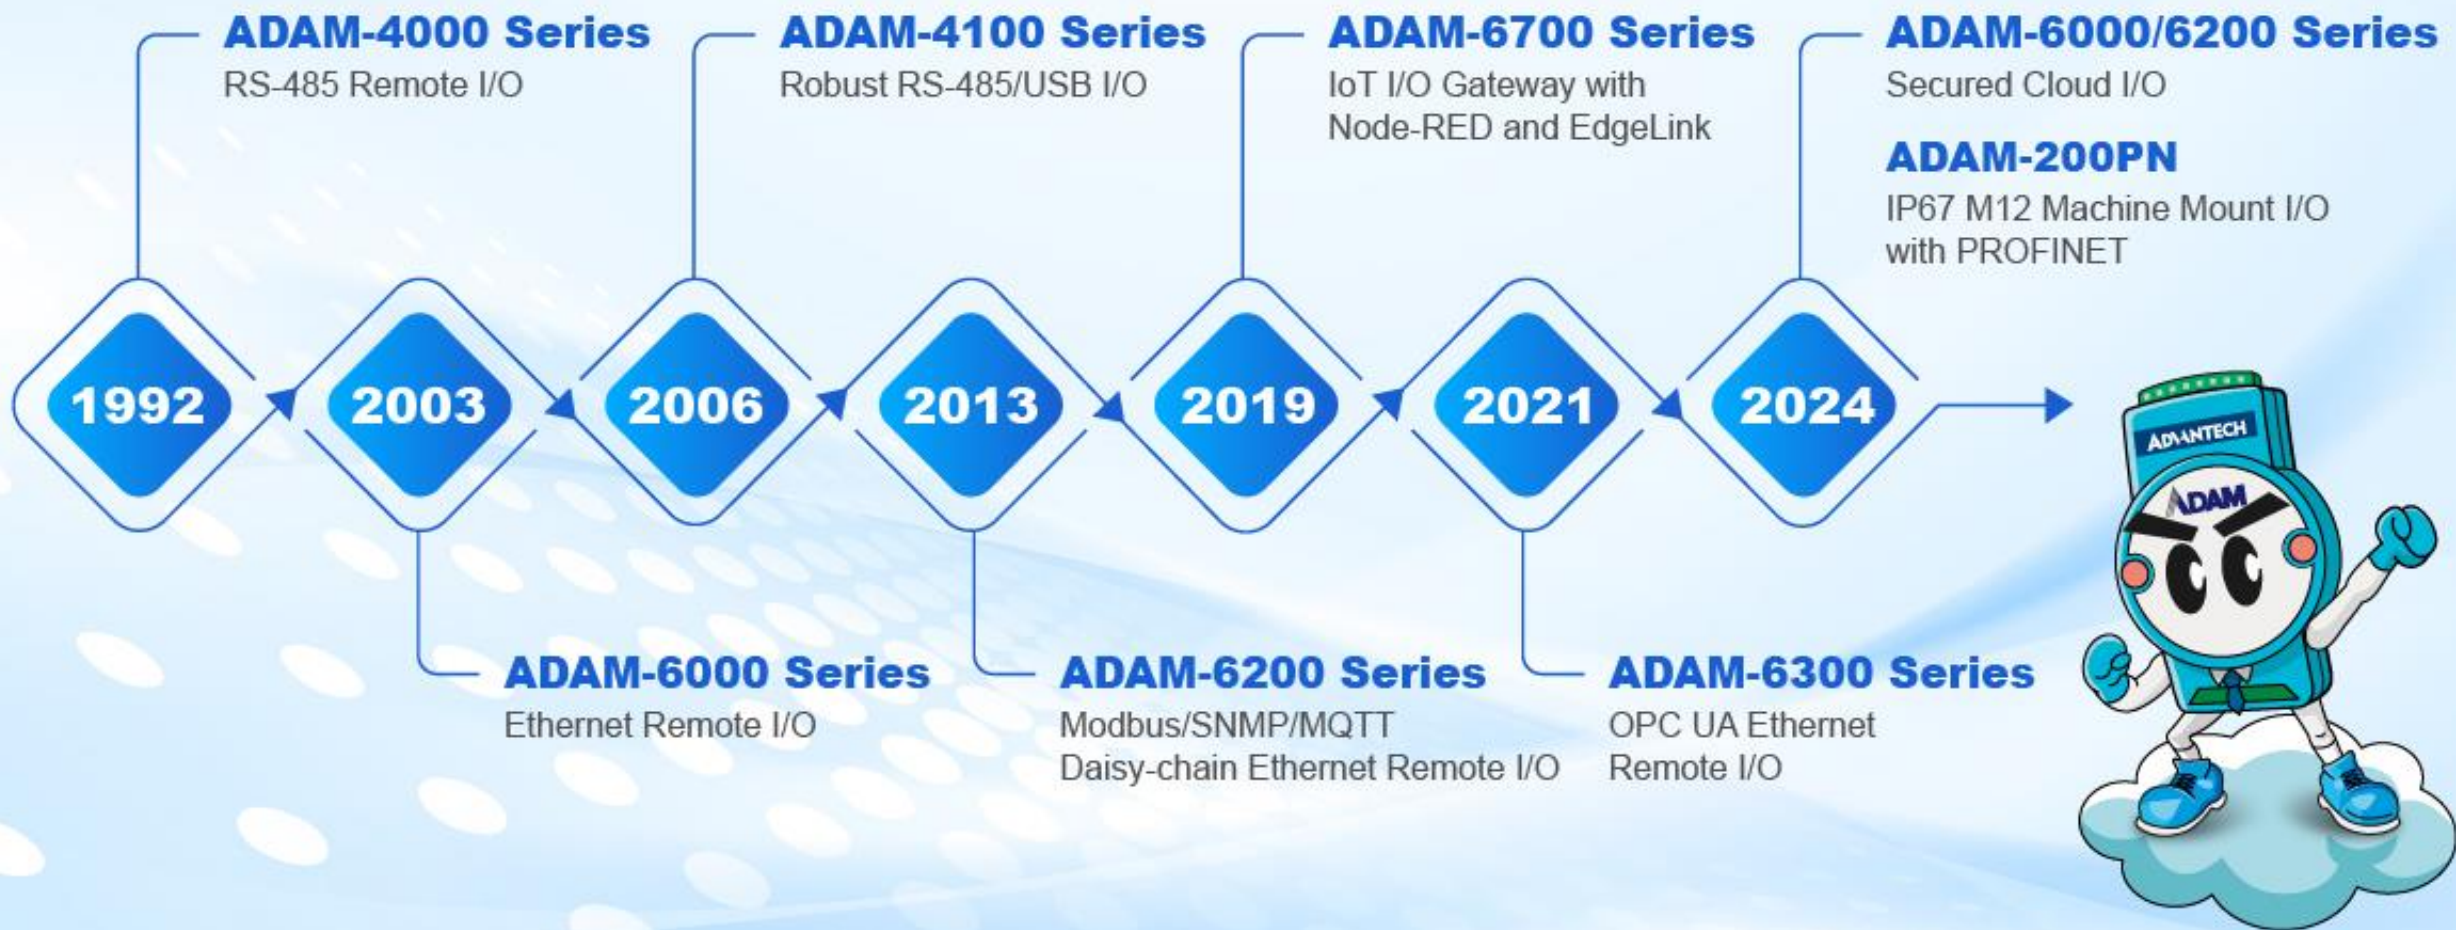 ADAM-4000 Series
RS-485 Remote I/O
ADAM-4100 Series
Robust RS-485/USB I/O
ADAM-6700 Series
IoT I/O Gateway with
Node-RED and EdgeLink
ADAM-6000/6200 Series
Secured Cloud I/O
ADAM-200PN
IP67 M12 Machine Mount I/O
with PROFINET
1992
2003
2006
2013
2019
2021
2024
ADAM-6000 Series
Ethernet Remote I/O
ADAM-6200 Series
Modbus/SNMP/MQTT
Daisy-chain Ethernet Remote I/O
ADAM-6300 Series
OPC UA Ethernet
Remote I/O
ADVANTECH
ADAM